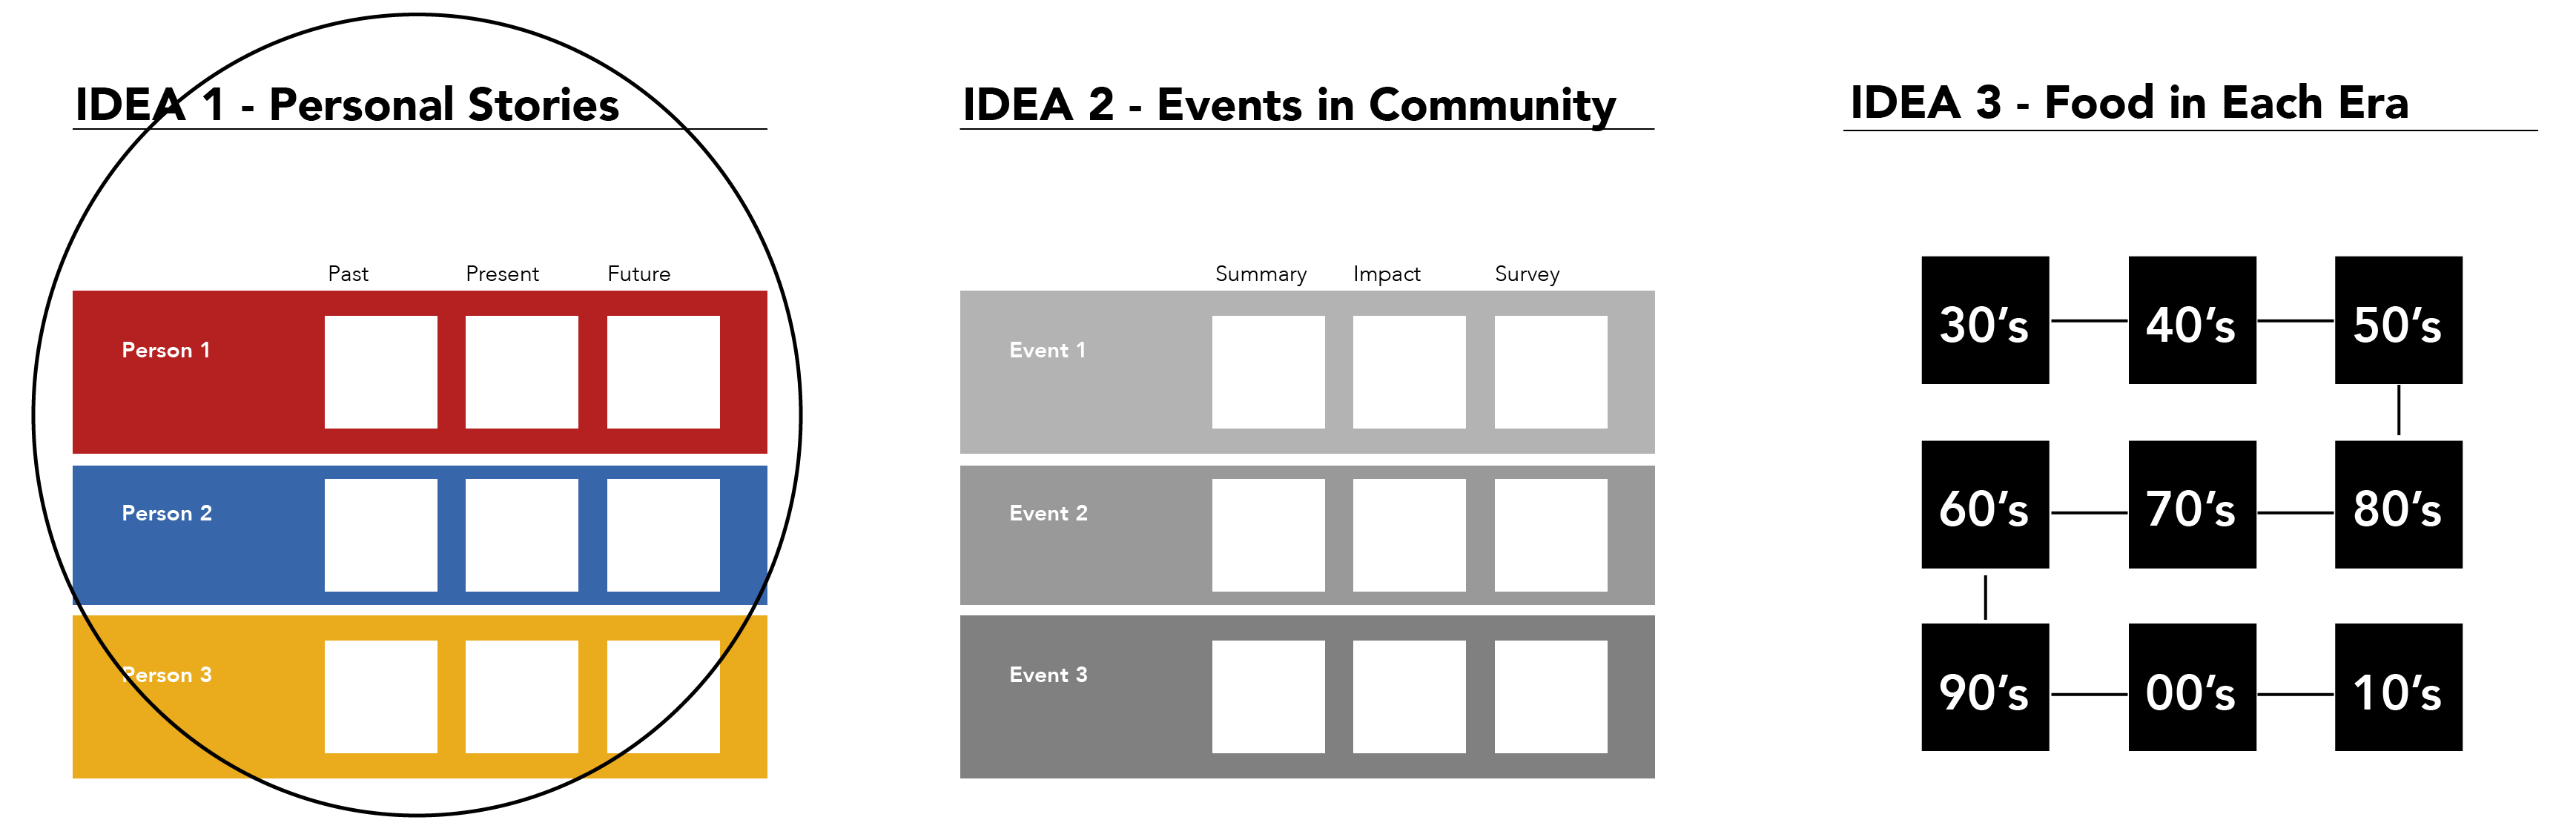 IDEA 1 - Personal Stories
Past Present Future
Person 1
Person 2
Person 3
IDEA 2 - Events in Community
Summary Impact Survey
Event 1
Event 2
Event 3
IDEA 3 - Food in Each Era
30’s 40’s 50’s
60’s 70’s 80’s
90’s 00’s 10’s